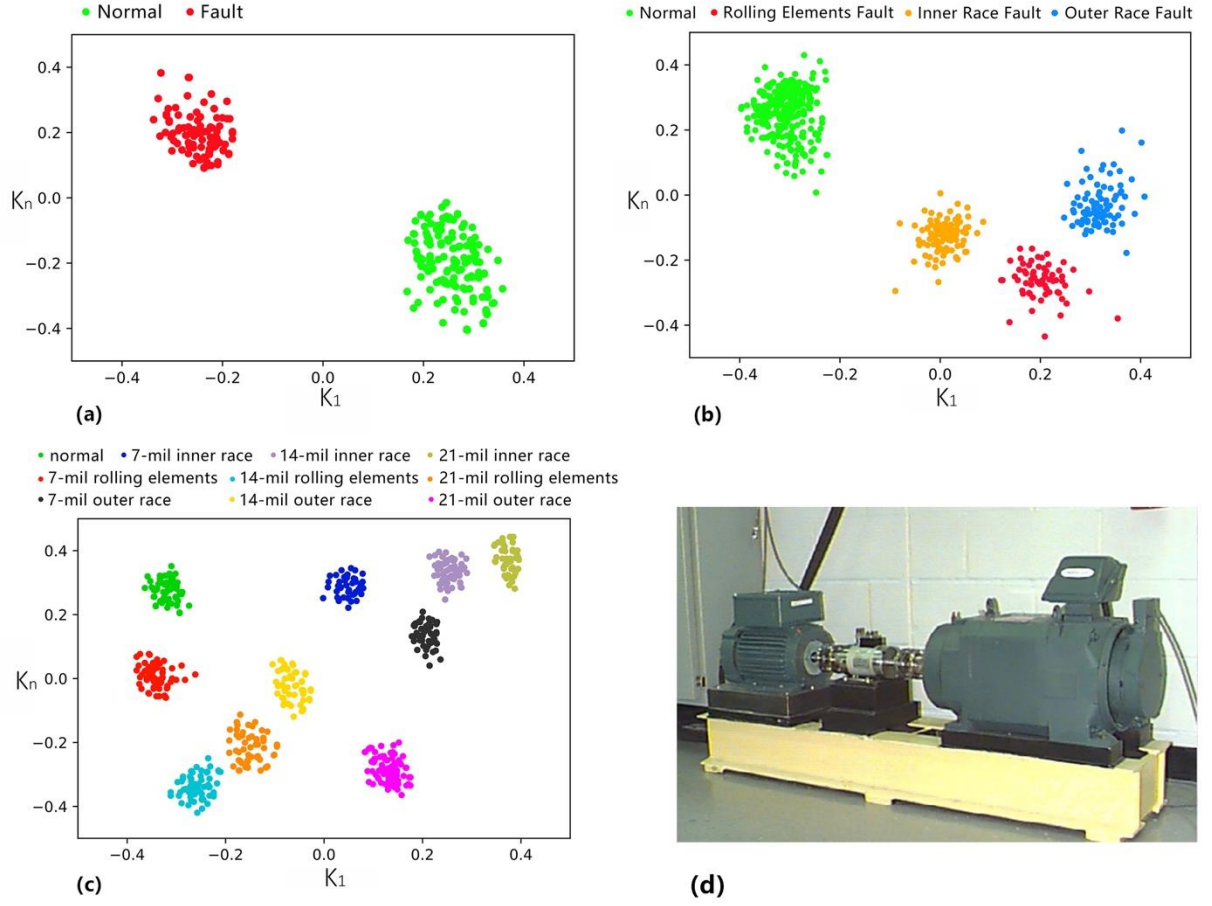 Normal Fault
0.4
0.2
0.0
−0.2
−0.4
Kn
−0.4 −0.2 0.0 0.2 0.4
K1
(a)
Normal Rolling Elements Fault Inner Race Fault Outer Race Fault
0.4
0.2
0.0
−0.2
−0.4
Kn
−0.4 −0.2 0.0 0.2 0.4
K1
(b)
normal 7-mil inner race 14-mil inner race 21-mil inner race
7-mil rolling elements 14-mil rolling elements 21-mil rolling elements
7-mil outer race 14-mil outer race 21-mil outer race
0.4
0.2
0.0
−0.2
−0.4
Kn
−0.4 −0.2 0.0 0.2 0.4
K1
(c)
(d)